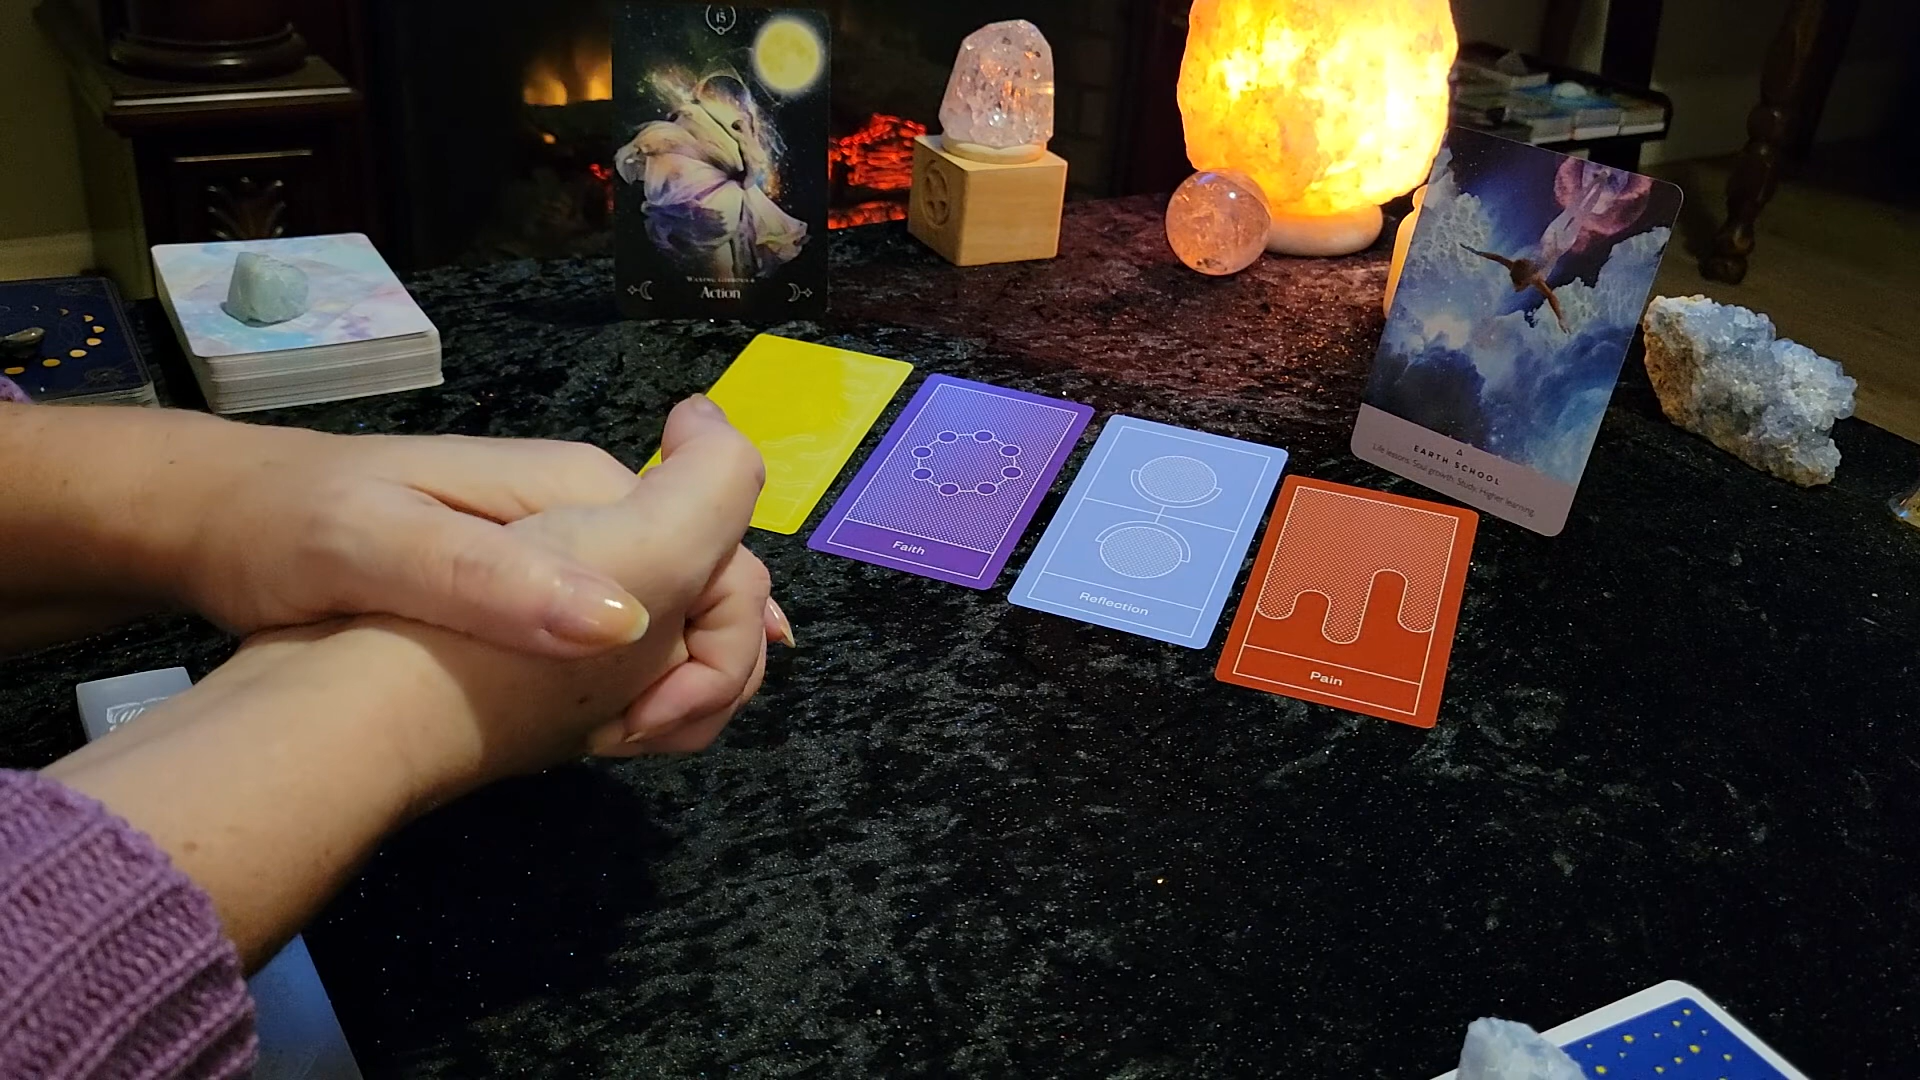 15
WAXING GIBBOUS
Action
EARTH SCHOOL
Life lessons. Soul growth. Study. Higher learning.
Faith
Reflection
Pain